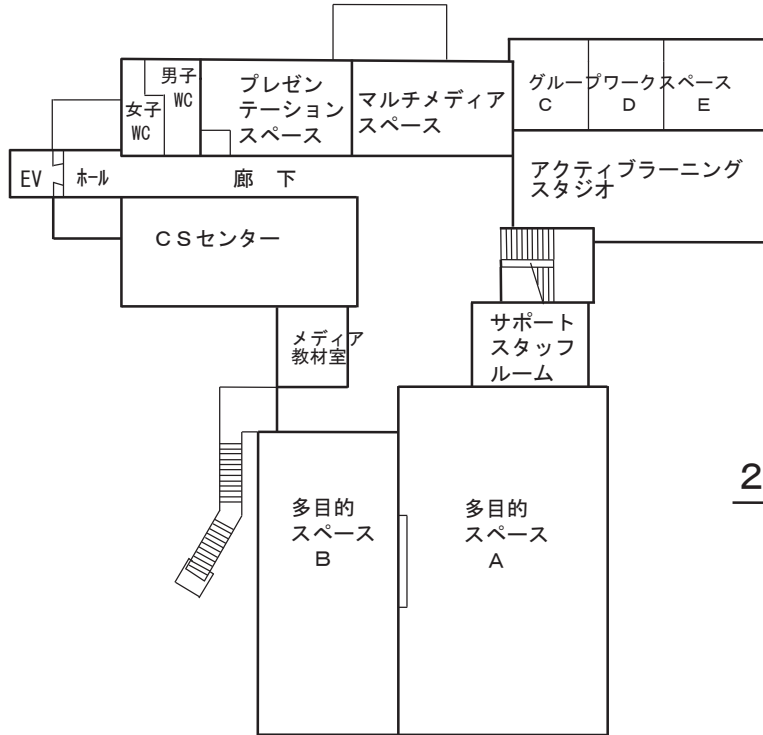 男子
WC
女子
WC
プレゼン
テーション
スペース
マルチメディア
スペース
グループワークスペース
C D E
アクティブラーニング
スタジオ
EV
ホール
廊 下
CSセンター
メディア
教材室
サポート
スタッフ
ルーム
多目的
スペース
B
多目的
スペース
A
2